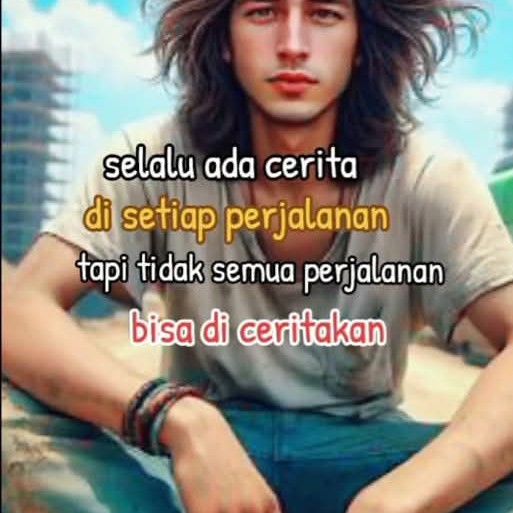 selalu ada cerita
di setiap perjalanan
tapi tidak semua perjalanan
bisa di ceritakan